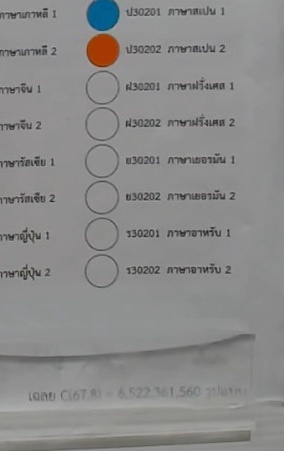 ภาษาเกาหลี 1 ป30201 ภาษาสเปน 1
ภาษาเกาหลี 2 ป30202 ภาษาสเปน 2
ภาษาจีน 1 ฝ30201 ภาษาฝรั่งเศส 1
ภาษาจีน 2 ฝ30202 ภาษาฝรั่งเศส 2
ภาษารัสเซีย 1 ย30201 ภาษาเยอรมัน 1
ภาษารัสเซีย 2 ย30202 ภาษาเยอรมัน 2
ภาษาญี่ปุ่น 1 ร30201 ภาษาอาหรับ 1
ภาษาญี่ปุ่น 2 ร30202 ภาษาอาหรับ 2
เฉลย C(67,8) = 6,522,361,560 รูปแบบ